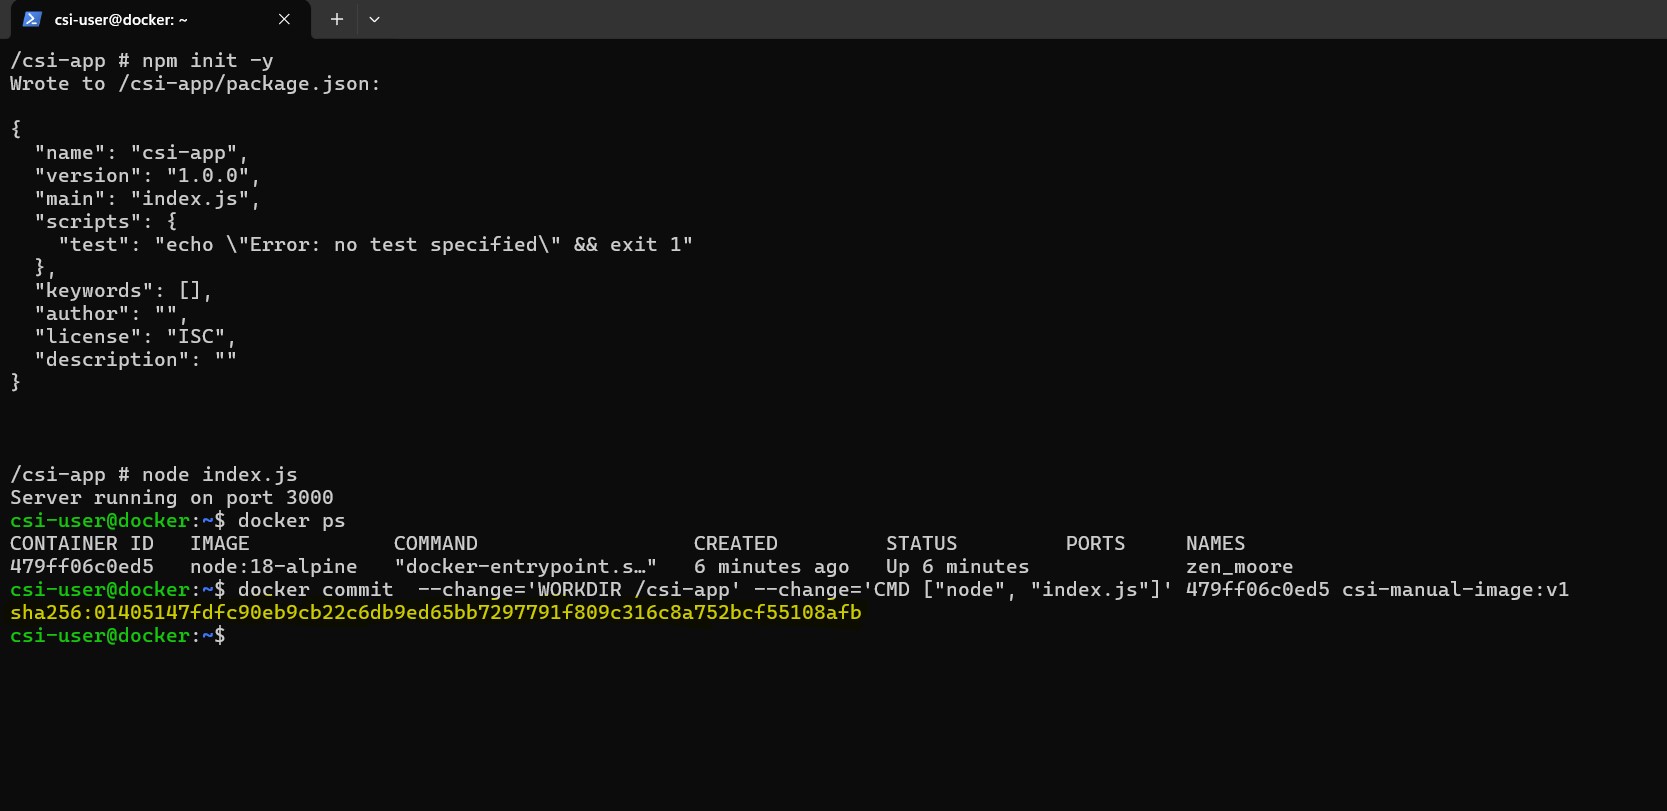 csi-user@docker: ~
/csi-app # npm init -y
Wrote to /csi-app/package.json:
{
  "name": "csi-app",
  "version": "1.0.0",
  "main": "index.js",
  "scripts": {
    "test": "echo \"Error: no test specified\" && exit 1"
  },
  "keywords": [],
  "author": "",
  "license": "ISC",
  "description": ""
}
/csi-app # node index.js
Server running on port 3000
csi-user@docker:~$ docker ps
CONTAINER ID   IMAGE            COMMAND                  CREATED         STATUS         PORTS     NAMES
479ff06c0ed5   node:18-alpine   "docker-entrypoint.s…"   6 minutes ago   Up 6 minutes             zen_moore
csi-user@docker:~$ docker commit  --change='WORKDIR /csi-app' --change='CMD ["node", "index.js"]' 479ff06c0ed5 csi-manual-image:v1
sha256:01405147fdfc90eb9cb22c6db9ed65bb7297791f809c316c8a752bcf55108afb
csi-user@docker:~$